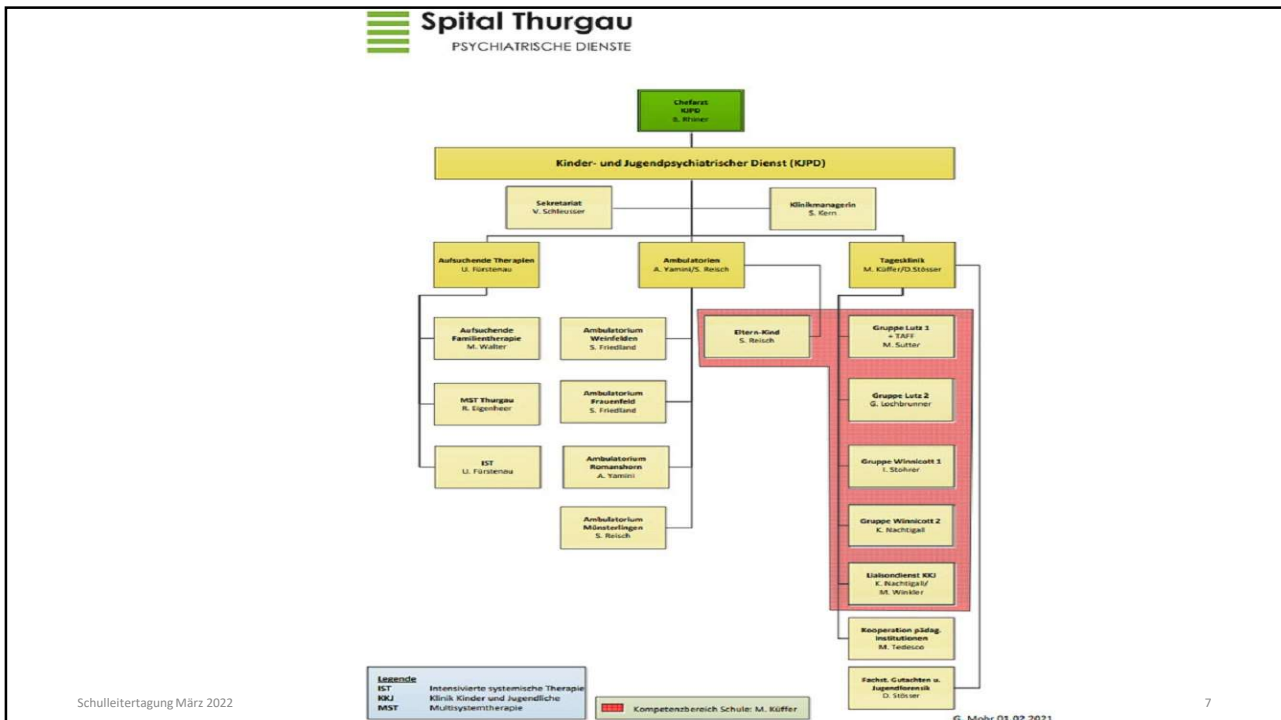 Spital Thurgau
PSYCHIATRISCHE DIENSTE
Chefarzt
KJPD
B. Rhiner
Kinder- und Jugendpsychiatrischer Dienst (KJPD)
Sekretariat
V. Schleusser
Klinikmanagerin
S. Kern
Aufsuchende Therapien
U. Fürstenau
Ambulatorien
A. Yamini/S. Reisch
Tagesklinik
M. Küffer/D.Stösser
Aufsuchende
Familientherapie
M. Walter
MST Thurgau
R. Eigenheer
IST
U. Fürstenau
Ambulatorium
Weinfelden
S. Friedland
Ambulatorium
Frauenfeld
S. Friedland
Ambulatorium
Romanshorn
A. Yamini
Ambulatorium
Münsterlingen
S. Reisch
Eltern-Kind
S. Reisch
Gruppe Lutz 1
+ TAFF
M. Sutter
Gruppe Lutz 2
G. Lochbrunner
Gruppe Winnicott 1
I. Stohrer
Gruppe Winnicott 2
K. Nachtigall
Liaisondienst KKJ
K. Nachtigall/
M. Winkler
Kooperation pädag.
Institutionen
M. Tedesco
Fachst. Gutachten u.
Jugendforensik
D. Stösser
Legende
IST Intensivierte systemische Therapie
KKJ Klinik Kinder und Jugendliche
MST Multisystemtherapie
Kompetenzbereich Schule: M. Küffer
G. Mohr 01.02.2021
Schulleitertagung März 2022
7